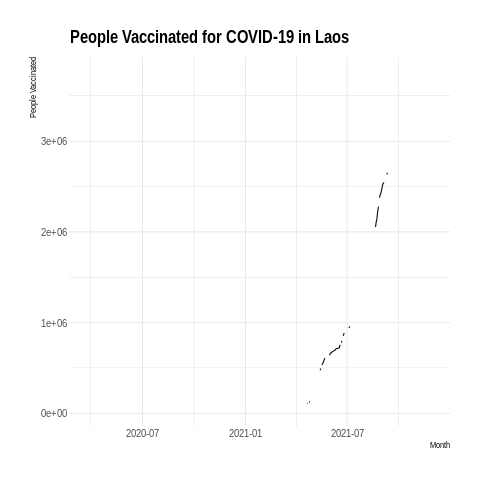 People Vaccinated for COVID-19 in Laos
People Vaccinated
3e+06
2e+06
1e+06
0e+00
2020-07 2021-01 2021-07
Month